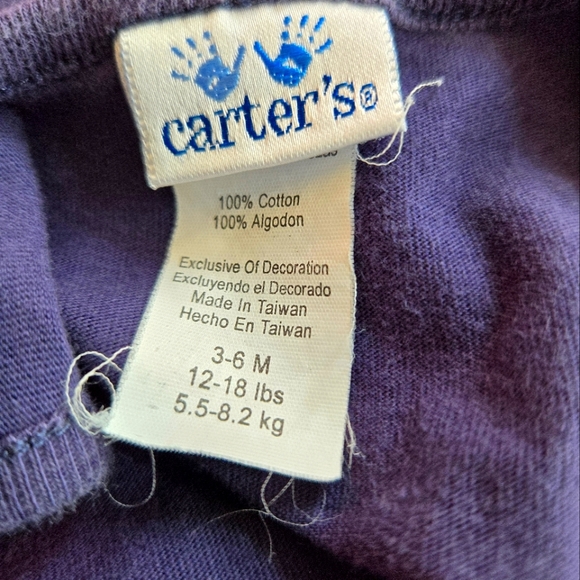 carter's®
100% Cotton
100% Algodon
Exclusive Of Decoration
Excluyendo el Decorado
Made In Taiwan
Hecho En Taiwan
3-6 M
12-18 lbs
5.5-8.2 kg